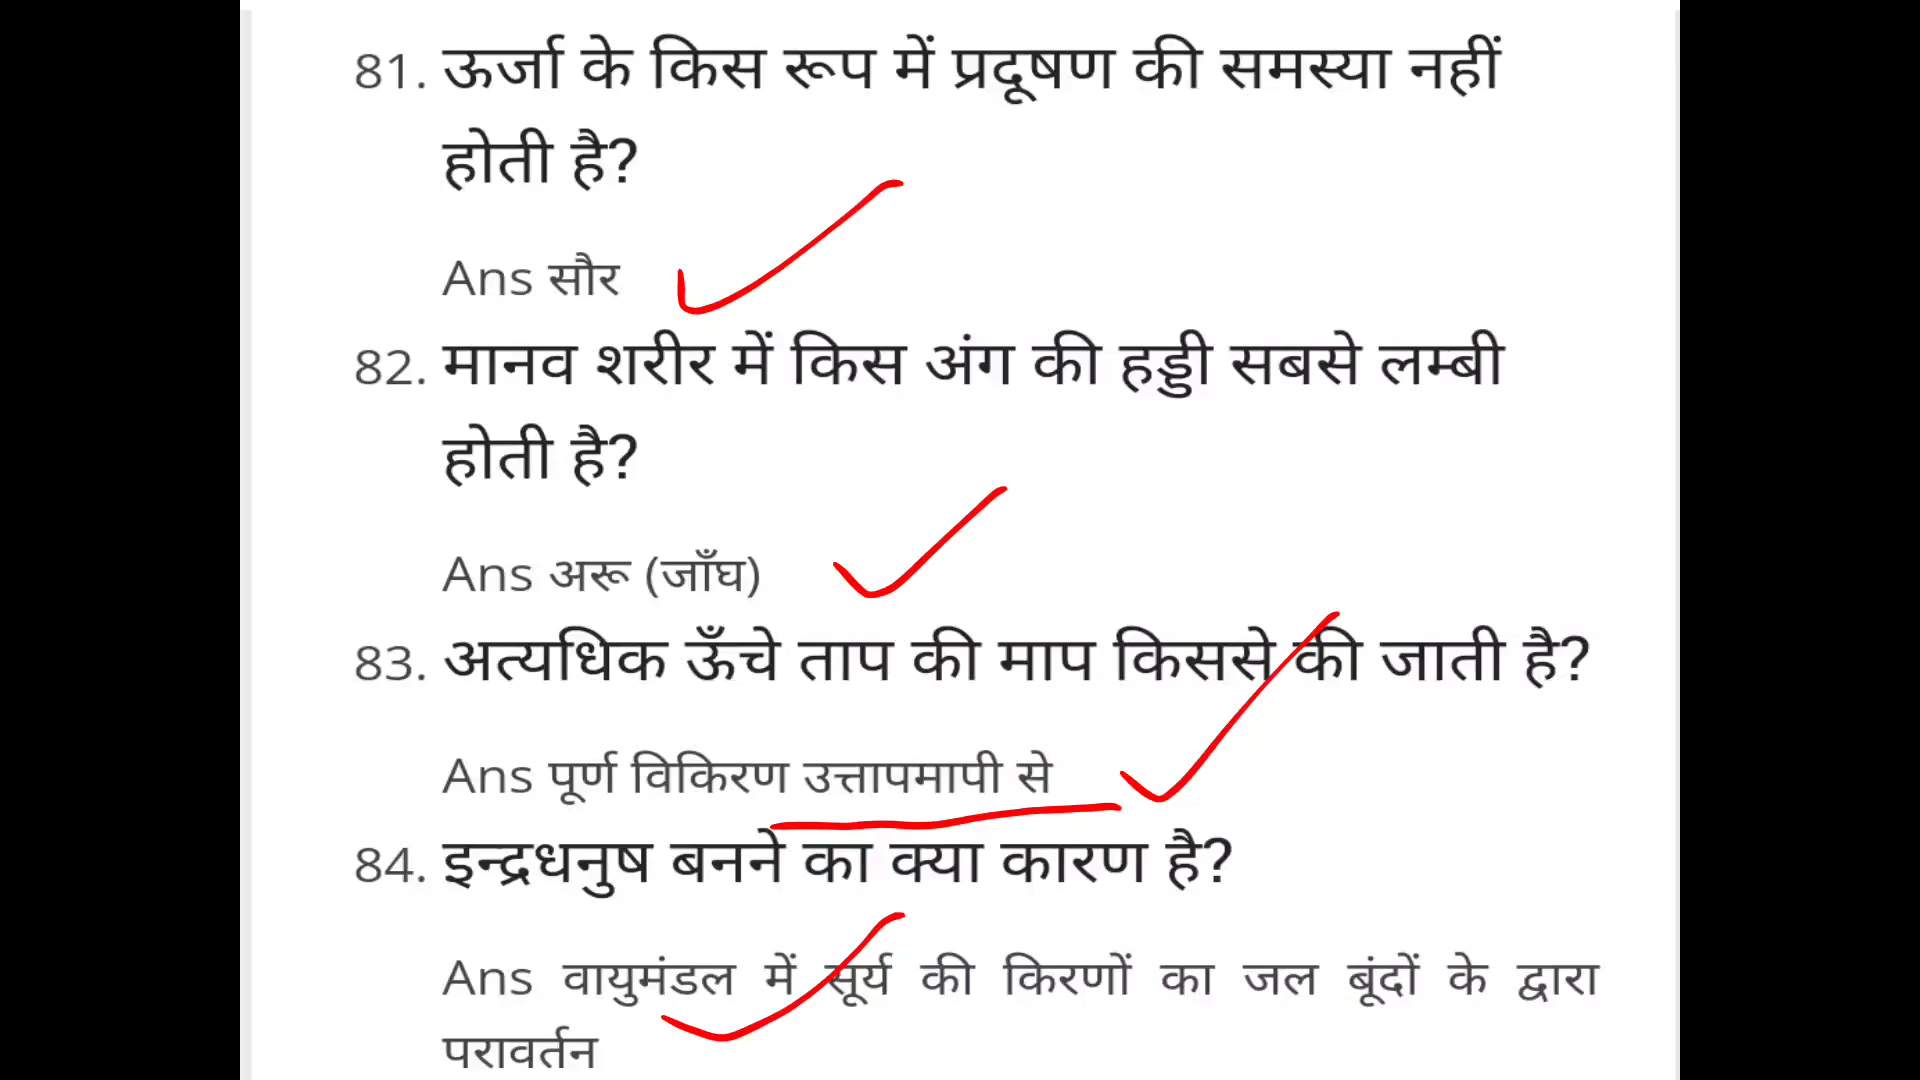 81. ऊर्जा के किस रूप में प्रदूषण की समस्या नहीं
होती है?
Ans सौर
82. मानव शरीर में किस अंग की हड्डी सबसे लम्बी
होती है?
Ans अरू (जाँघ)
83. अत्यधिक ऊँचे ताप की माप किससे की जाती है?
Ans पूर्ण विकिरण उत्तापमापी से
84. इन्द्रधनुष बनने का क्या कारण है?
Ans वायुमंडल में सूर्य की किरणों का जल बूंदों के द्वारा
परावर्तन